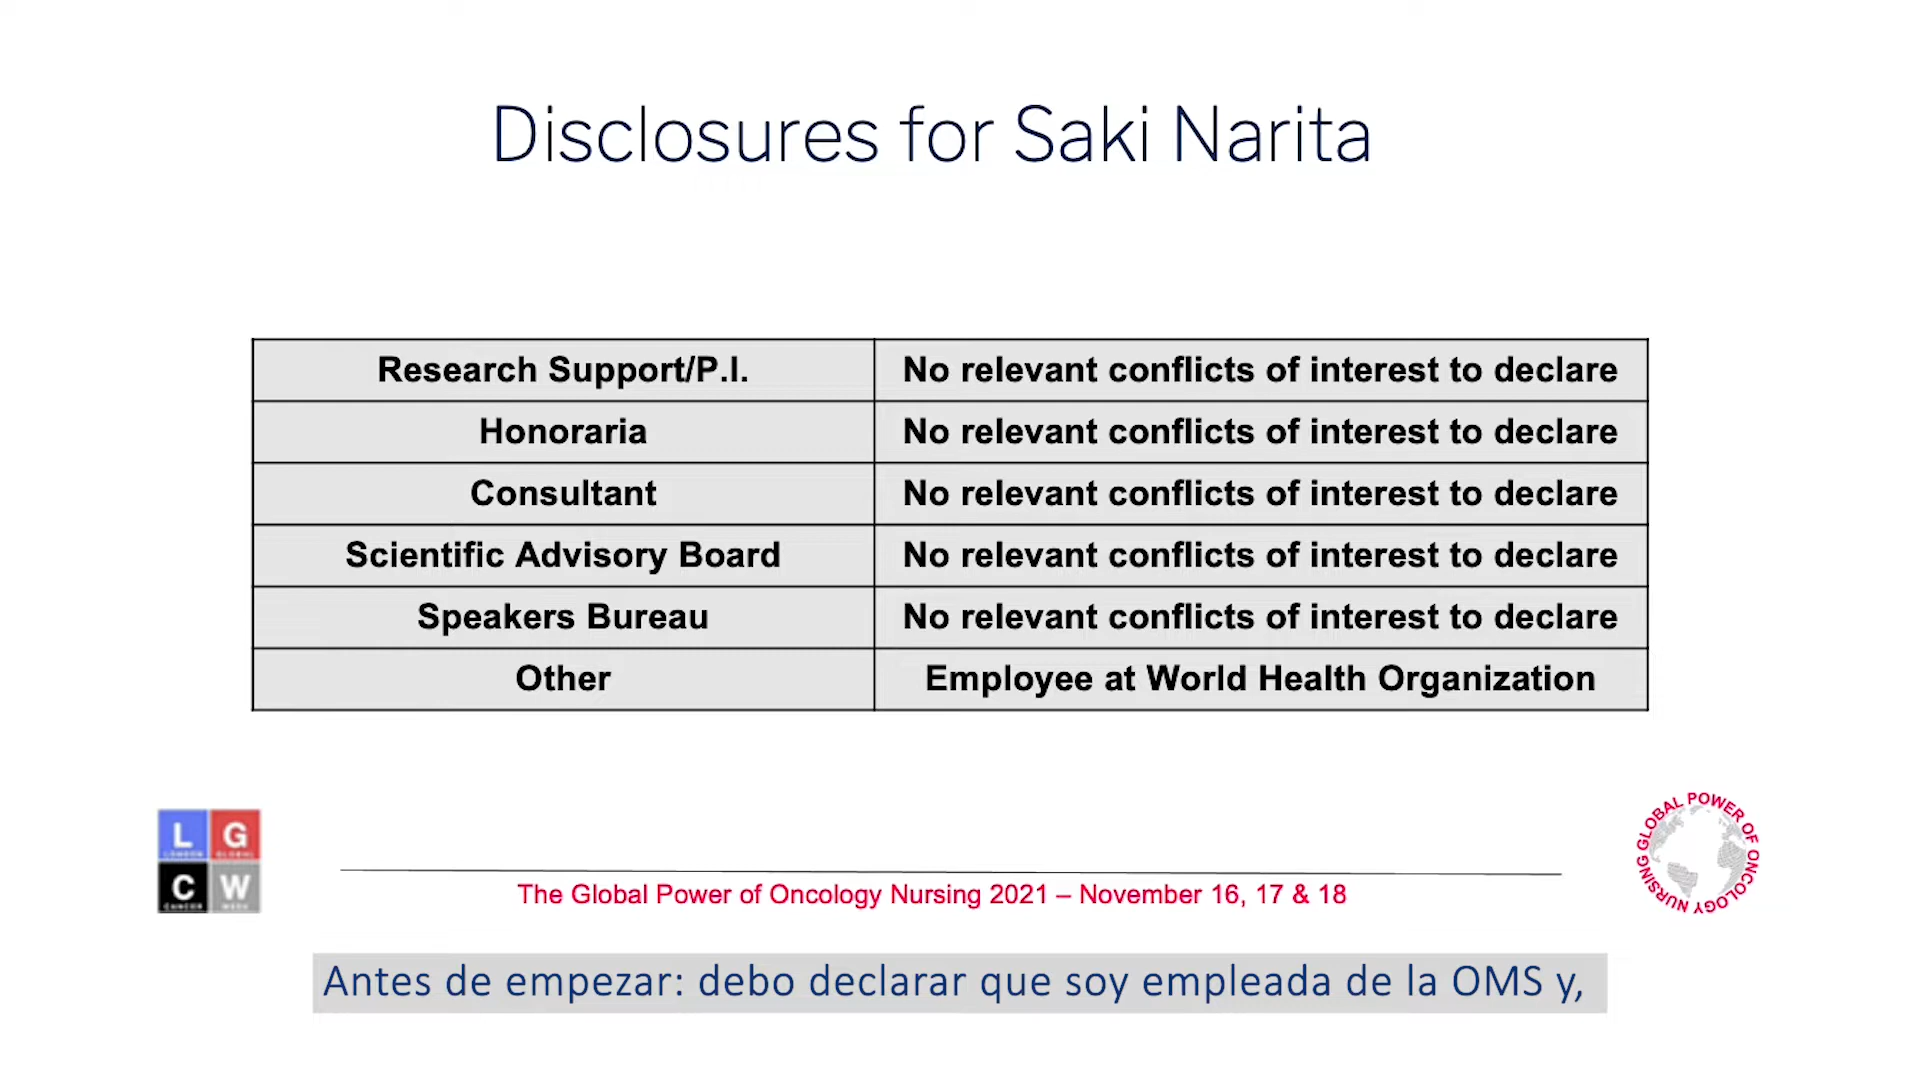 Disclosures for Saki Narita
Research Support/P.I. No relevant conflicts of interest to declare
Honoraria No relevant conflicts of interest to declare
Consultant No relevant conflicts of interest to declare
Scientific Advisory Board No relevant conflicts of interest to declare
Speakers Bureau No relevant conflicts of interest to declare
Other Employee at World Health Organization
L G
LONDON GLOBAL
C W
CANCER WEEK
GLOBAL POWER OF ONCOLOGY NURSING
The Global Power of Oncology Nursing 2021 – November 16, 17 & 18
Antes de empezar: debo declarar que soy empleada de la OMS y,